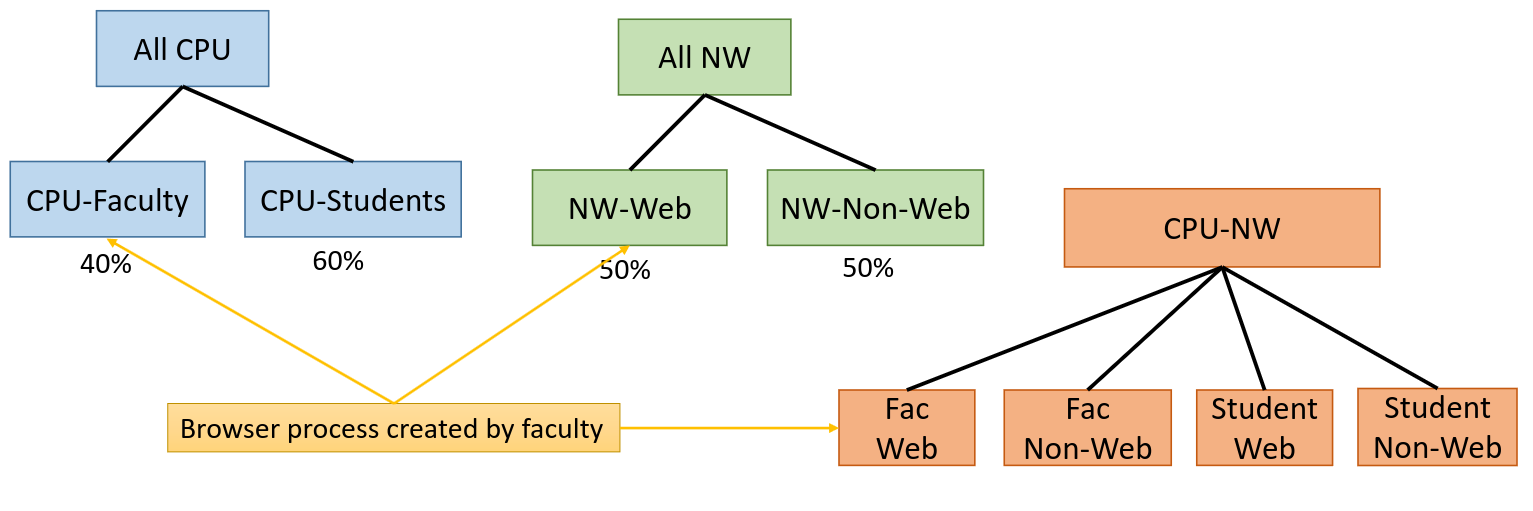 All CPU
All NW
CPU-Faculty
CPU-Students
NW-Web
NW-Non-Web
CPU-NW
40%
60%
50%
50%
Browser process created by faculty
Fac
Web
Fac
Non-Web
Student
Web
Student
Non-Web